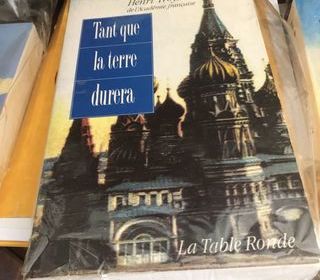 Henri
de l'Académie française
Tant que
la terre
durera
La Table Ronde